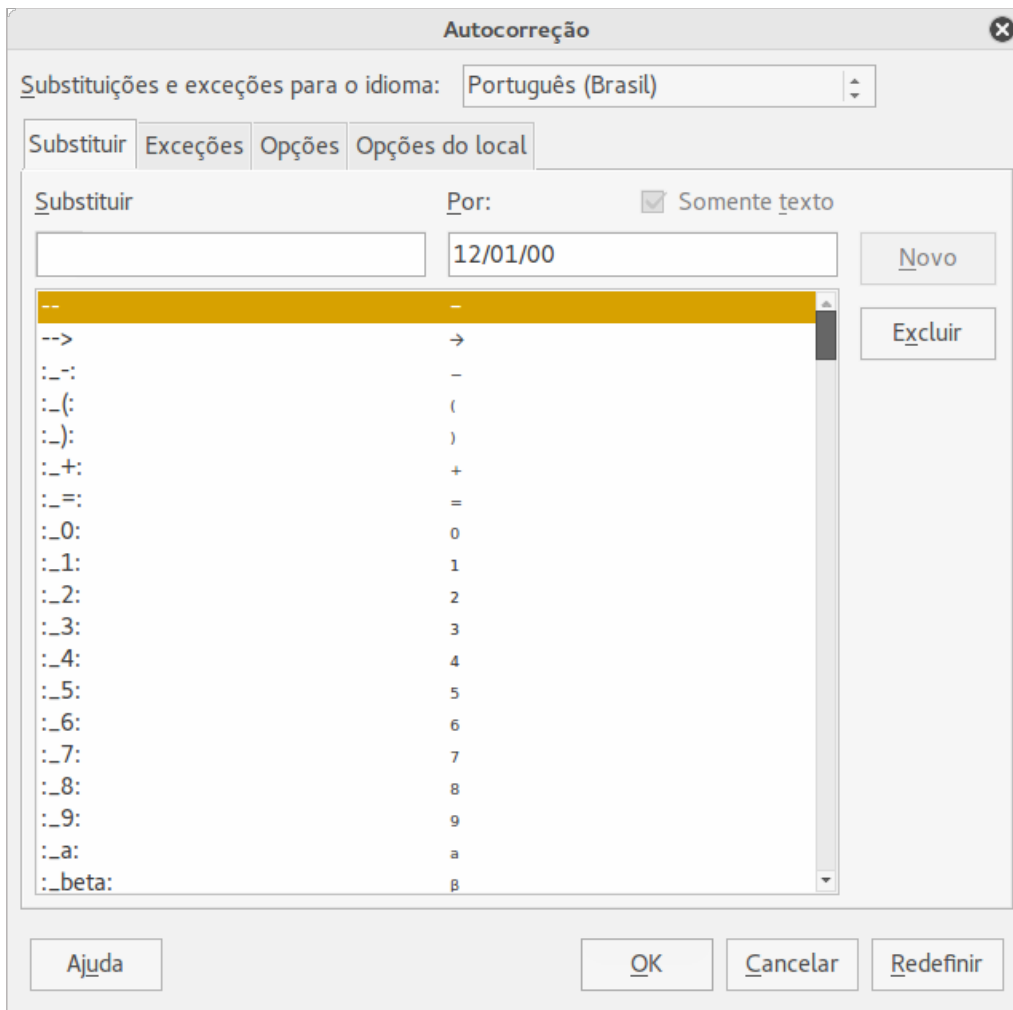 Autocorreção
Substituições e exceções para o idioma: Português (Brasil)
Substituir Exceções Opções Opções do local
Substituir Por: Somente texto
12/01/00 Novo
-- –
--> → Excluir
:_-: ₋
:_(: ₍
:_): ₎
:_+: ₊
:_=: ₌
:_0: ₀
:_1: ₁
:_2: ₂
:_3: ₃
:_4: ₄
:_5: ₅
:_6: ₆
:_7: ₇
:_8: ₈
:_9: ₉
:_a: ₐ
:_beta: ᵦ
Ajuda OK Cancelar Redefinir